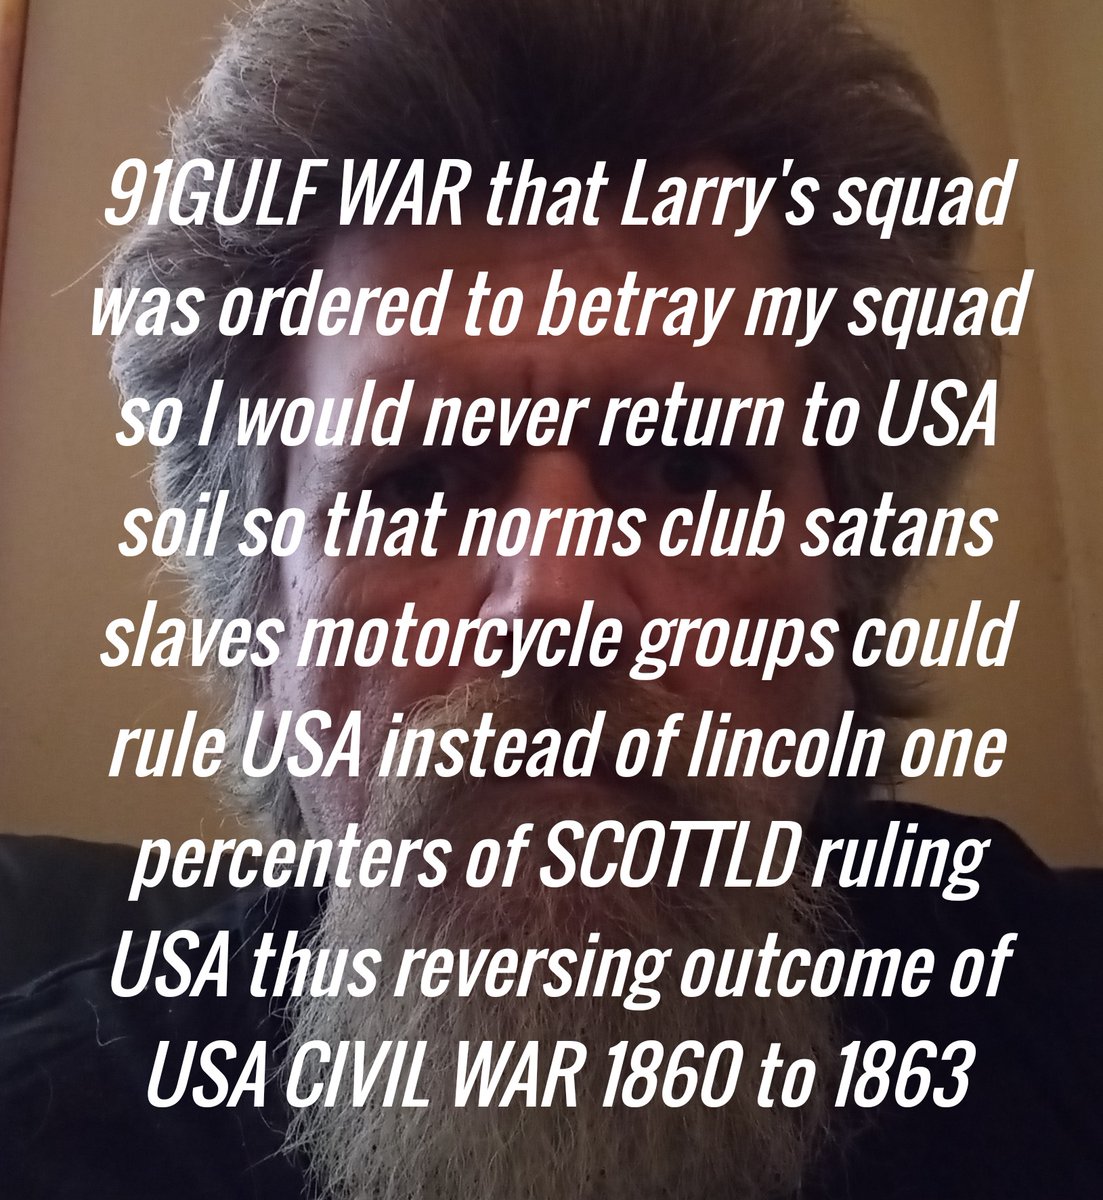 91GULF WAR that Larry's squad
was ordered to betray my squad
so I would never return to USA
soil so that norms club satans
slaves motorcycle groups could
rule USA instead of lincoln one
percenters of SCOTTLD ruling
USA thus reversing outcome of
USA CIVIL WAR 1860 to 1863